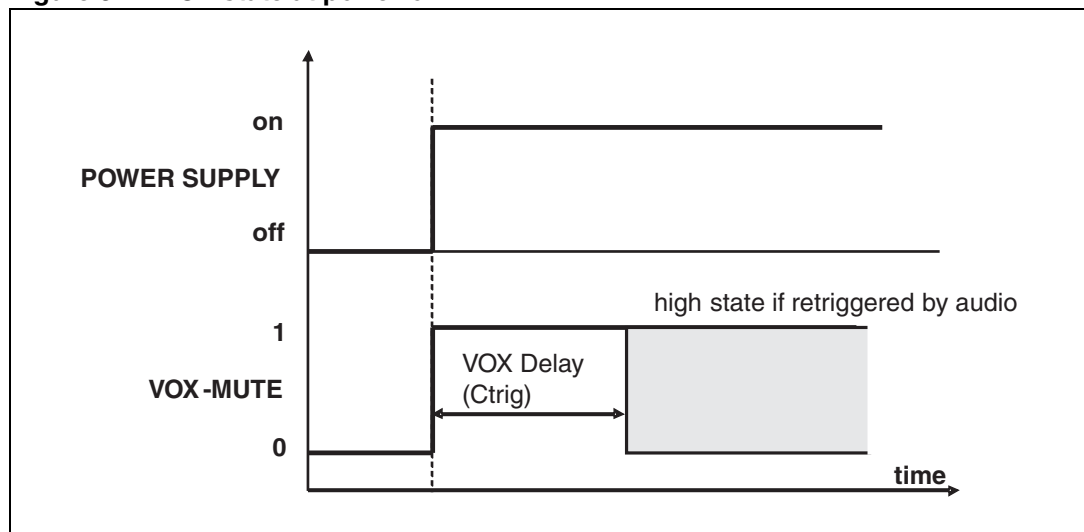 on
POWER SUPPLY
off
high state if retriggered by audio
1
VOX Delay
(Ctrig)
VOX-MUTE
0
time